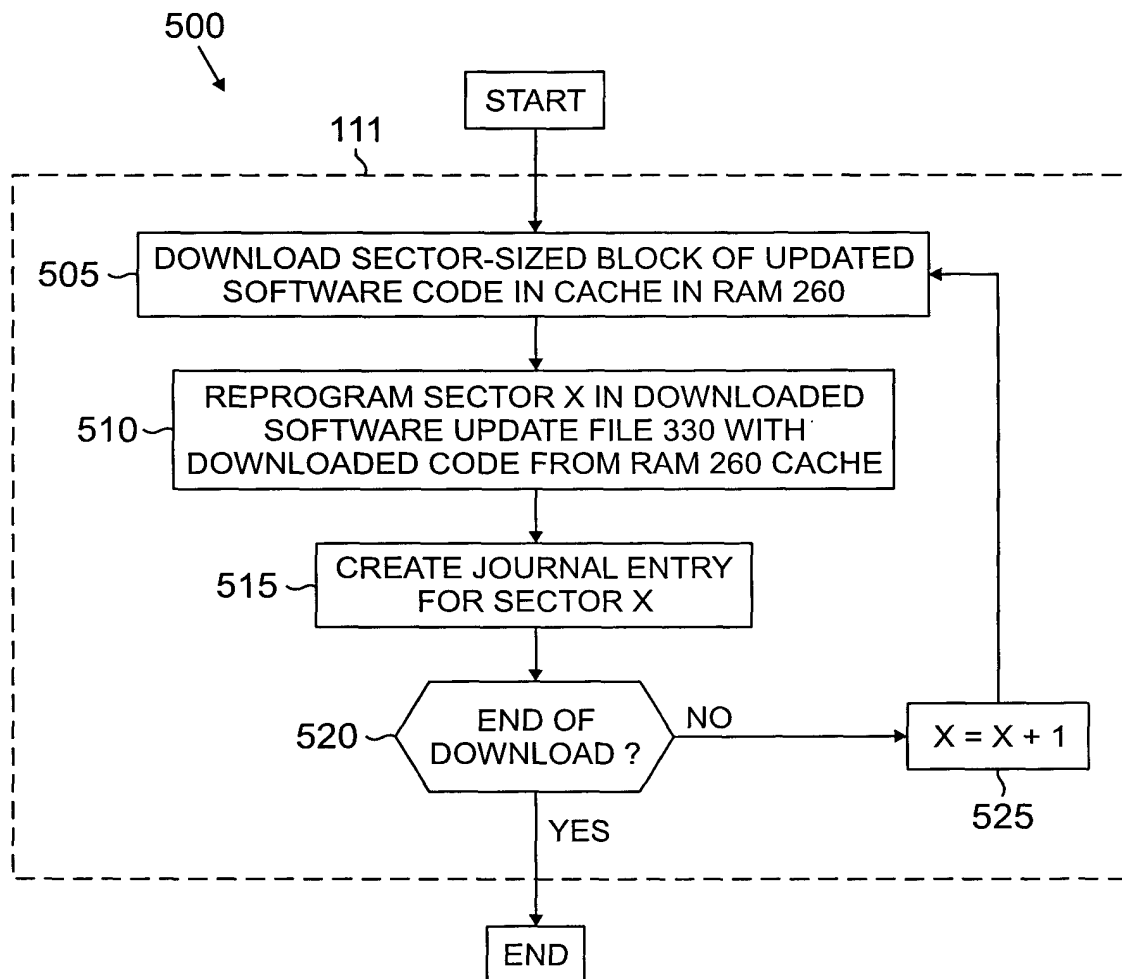 500
START
111
505
DOWNLOAD SECTOR-SIZED BLOCK OF UPDATED
SOFTWARE CODE IN CACHE IN RAM 260
510
REPROGRAM SECTOR X IN DOWNLOADED
SOFTWARE UPDATE FILE 330 WITH
DOWNLOADED CODE FROM RAM 260 CACHE
515
CREATE JOURNAL ENTRY
FOR SECTOR X
520
END OF
DOWNLOAD ?
NO
X = X + 1
525
YES
END